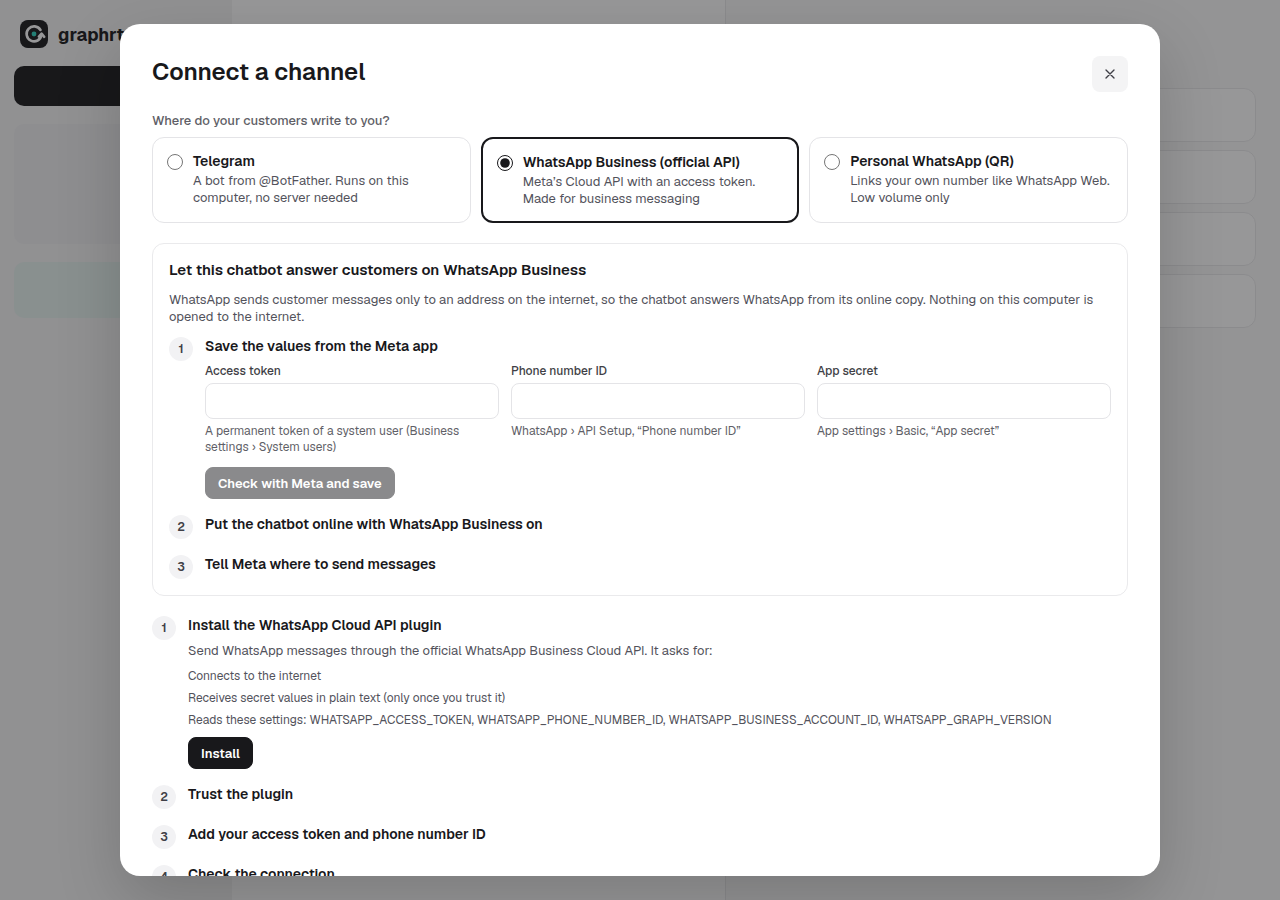 graphrt
Connect a channel
Where do your customers write to you?
Telegram
A bot from @BotFather. Runs on this
computer, no server needed
WhatsApp Business (official API)
Meta's Cloud API with an access token.
Made for business messaging
Personal WhatsApp (QR)
Links your own number like WhatsApp Web.
Low volume only
Let this chatbot answer customers on WhatsApp Business
WhatsApp sends customer messages only to an address on the internet, so the chatbot answers WhatsApp from its online copy. Nothing on this computer is
opened to the internet.
1 Save the values from the Meta app
Access token
Phone number ID
App secret
A permanent token of a system user (Business
settings › System users)
WhatsApp › API Setup, “Phone number ID”
App settings › Basic, “App secret”
Check with Meta and save
2 Put the chatbot online with WhatsApp Business on
3 Tell Meta where to send messages
1 Install the WhatsApp Cloud API plugin
Send WhatsApp messages through the official WhatsApp Business Cloud API. It asks for:
Connects to the internet
Receives secret values in plain text (only once you trust it)
Reads these settings: WHATSAPP_ACCESS_TOKEN, WHATSAPP_PHONE_NUMBER_ID, WHATSAPP_BUSINESS_ACCOUNT_ID, WHATSAPP_GRAPH_VERSION
Install
2 Trust the plugin
3 Add your access token and phone number ID
4 Check the connection